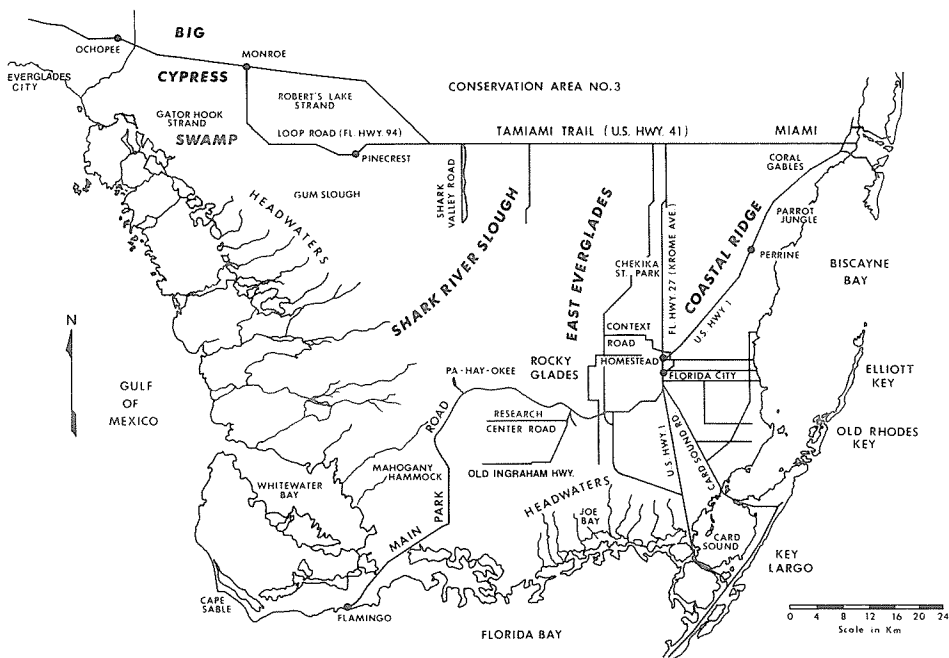 BIG
OCHOPEE
MONROE
EVERGLADES
CITY
CYPRESS
CONSERVATION AREA NO. 3
ROBERT'S LAKE
STRAND
GATOR HOOK
STRAND
SWAMP
LOOP ROAD (FL. HWY. 94)
TAMIAMI TRAIL (U.S. HWY. 41)
MIAMI
PINECREST
CORAL
GABLES
SHARK
VALLEY ROAD
GUM SLOUGH
HEADWATERS
PARROT
JUNGLE
PERRINE
SHARK RIVER SLOUGH
EAST EVERGLADES
CHEKIKA
ST. PARK
FL. HWY. 27 (KROME AVE.)
COASTAL RIDGE
U.S. HWY 1
BISCAYNE
BAY
N
CONTEXT
ROAD
HOMESTEAD
ROCKY
GLADES
FLORIDA CITY
PA-HAY-OKEE
ELLIOTT
KEY
GULF
OF
MEXICO
RESEARCH
CENTER ROAD
OLD RHODES
KEY
OLD INGRAHAM HWY.
U.S. HWY 1
CARD SOUND RD.
MAHOGANY
HAMMOCK
WHITEWATER
BAY
MAIN PARK ROAD
HEADWATERS
JOE
BAY
CARD
SOUND
KEY
LARGO
CAPE
SABLE
FLAMINGO
FLORIDA BAY
0 4 8 12 16 20 24
Scale in Km